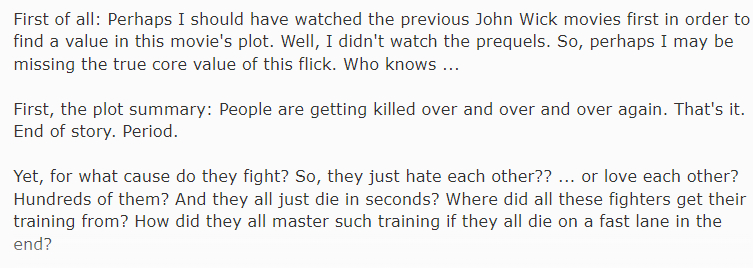 First of all: Perhaps I should have watched the previous John Wick movies first in order to
find a value in this movie's plot. Well, I didn't watch the prequels. So, perhaps I may be
missing the true core value of this flick. Who knows ...
First, the plot summary: People are getting killed over and over and over again. That's it.
End of story. Period.
Yet, for what cause do they fight? So, they just hate each other?? ... or love each other?
Hundreds of them? And they all just die in seconds? Where did all these fighters get their
training from? How did they all master such training if they all die on a fast lane in the
end?